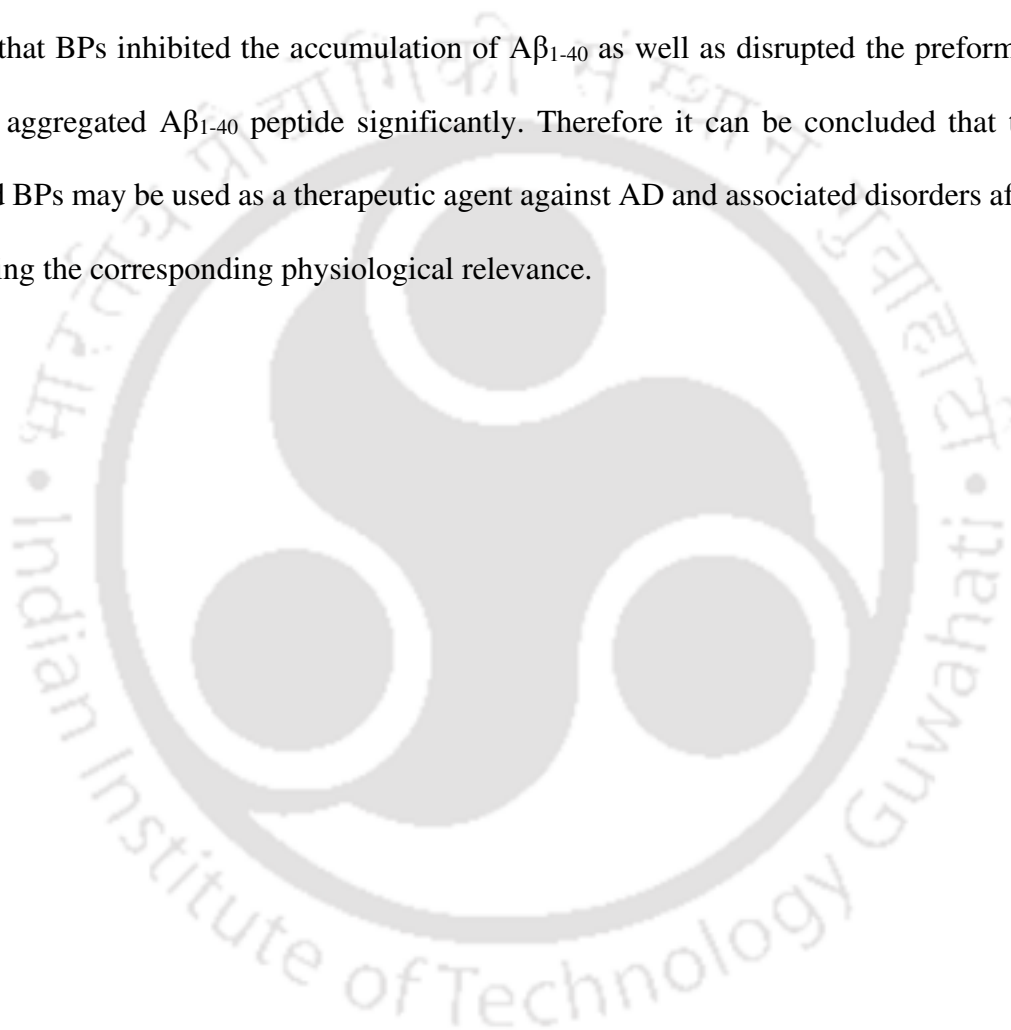 that BPs inhibited the accumulation of Aβ₁₋₄₀ as well as disrupted the preform
aggregated Aβ₁₋₄₀ peptide significantly. Therefore it can be concluded that t
d BPs may be used as a therapeutic agent against AD and associated disorders af
ing the corresponding physiological relevance.
भारतीय प्रौद्योगिकी संस्थान गुवाहाटी
Indian Institute of Technology Guwahati